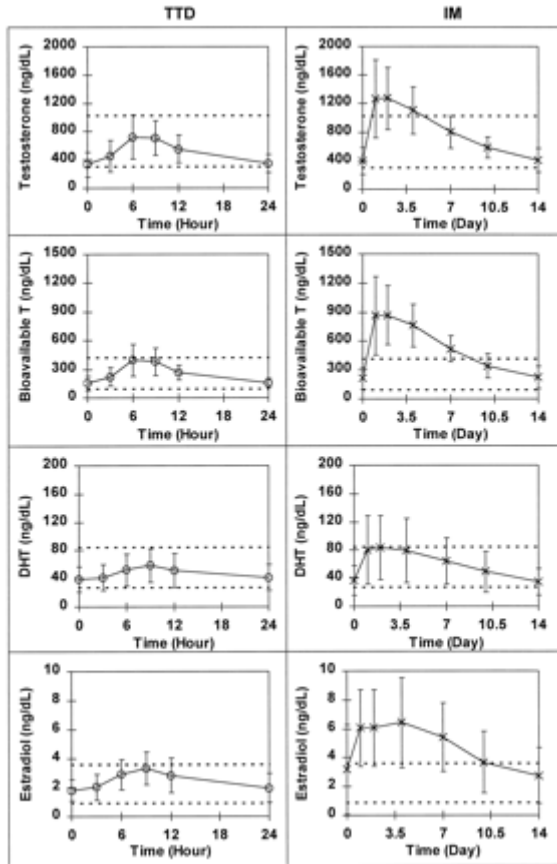 TTD
IM
Testosterone (ng/dL)
2000
1600
1200
800
400
0
0 6 12 18 24
Time (Hour)
Testosterone (ng/dL)
2000
1600
1200
800
400
0
0 3.5 7 10.5 14
Time (Day)
Bioavailable T (ng/dL)
1500
1200
900
600
300
0
0 6 12 18 24
Time (Hour)
Bioavailable T (ng/dL)
1500
1200
900
600
300
0
0 3.5 7 10.5 14
Time (Day)
DHT (ng/dL)
200
160
120
80
40
0
0 6 12 18 24
Time (Hour)
DHT (ng/dL)
200
160
120
80
40
0
0 3.5 7 10.5 14
Time (Day)
Estradiol (ng/dL)
10
8
6
4
2
0
0 6 12 18 24
Time (Hour)
Estradiol (ng/dL)
10
8
6
4
2
0
0 3.5 7 10.5 14
Time (Day)